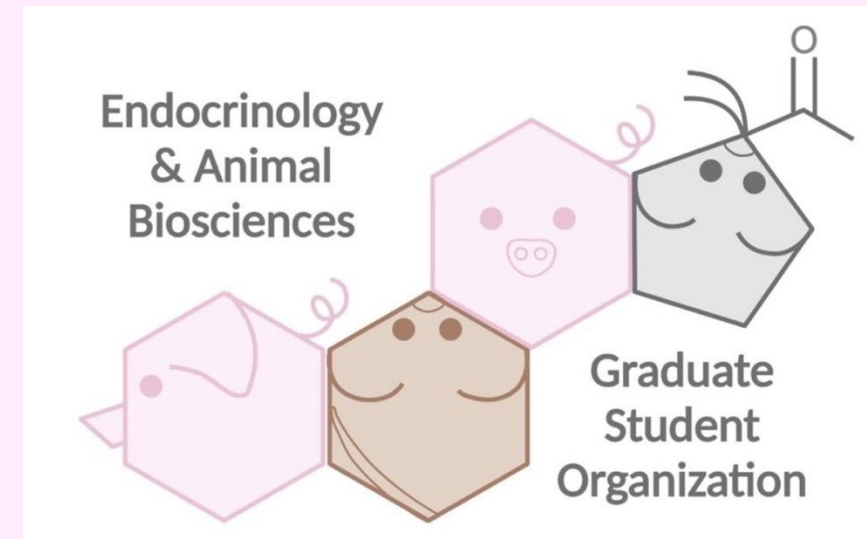 Endocrinology
& Animal
Biosciences
O
Graduate
Student
Organization